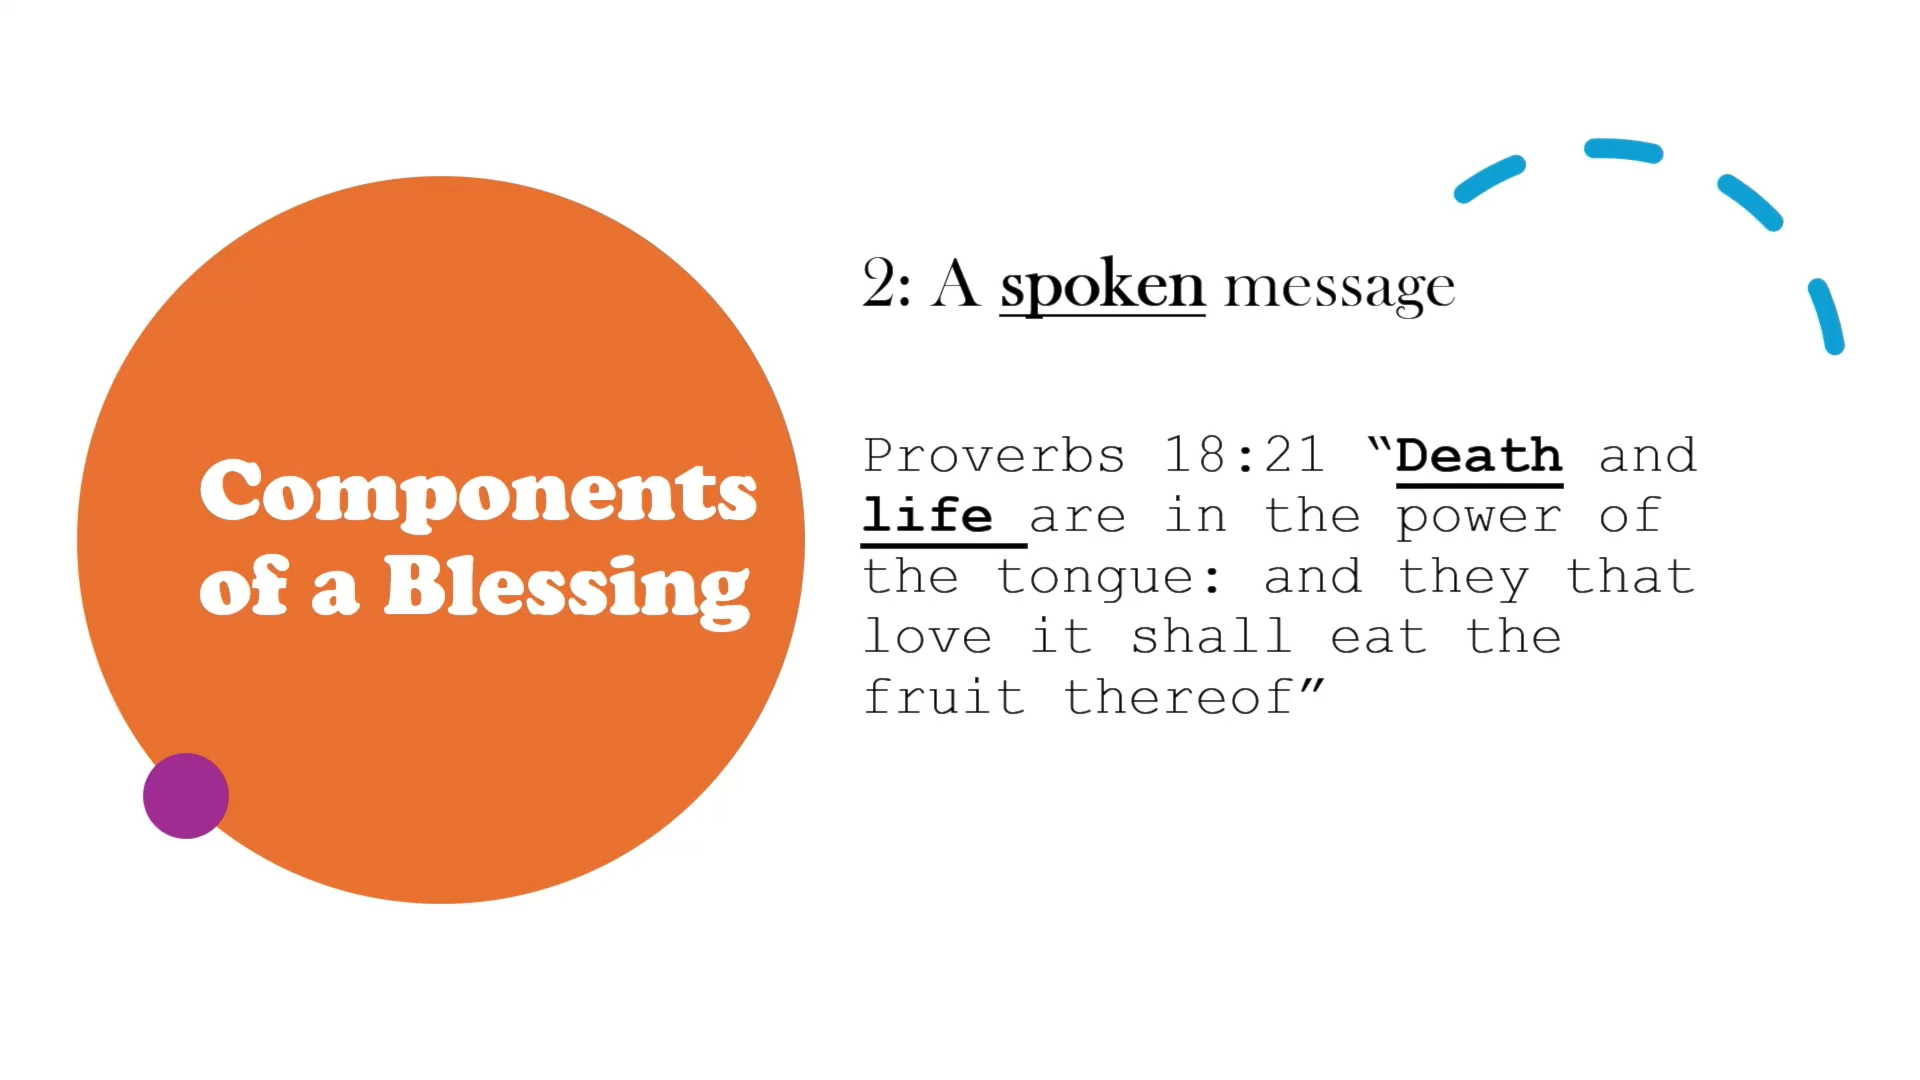 Components
of a Blessing
2: A spoken message
Proverbs 18:21 “Death and
life are in the power of
the tongue: and they that
love it shall eat the
fruit thereof”